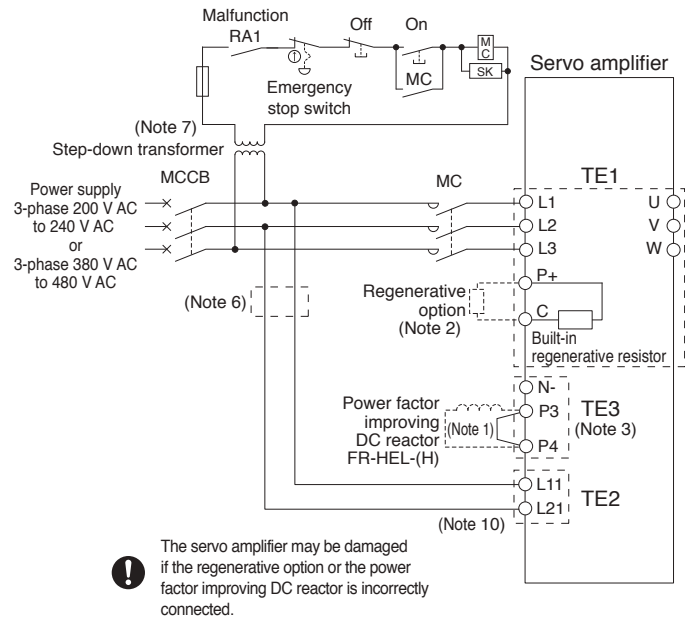 Malfunction
RA1
Off
On
MC
SK
MC
Emergency
stop switch
Servo amplifier
(Note 7)
Step-down transformer
MCCB
MC
TE1
Power supply
3-phase 200 V AC
to 240 V AC
or
3-phase 380 V AC
to 480 V AC
L1
L2
L3
U
V
W
P+
C
Regenerative
option
(Note 2)
Built-in
regenerative resistor
(Note 6)
N-
P3
P4
TE3
(Note 3)
Power factor
improving
DC reactor
FR-HEL-(H)
(Note 1)
L11
L21
TE2
(Note 10)
The servo amplifier may be damaged
if the regenerative option or the power
factor improving DC reactor is incorrectly
connected.